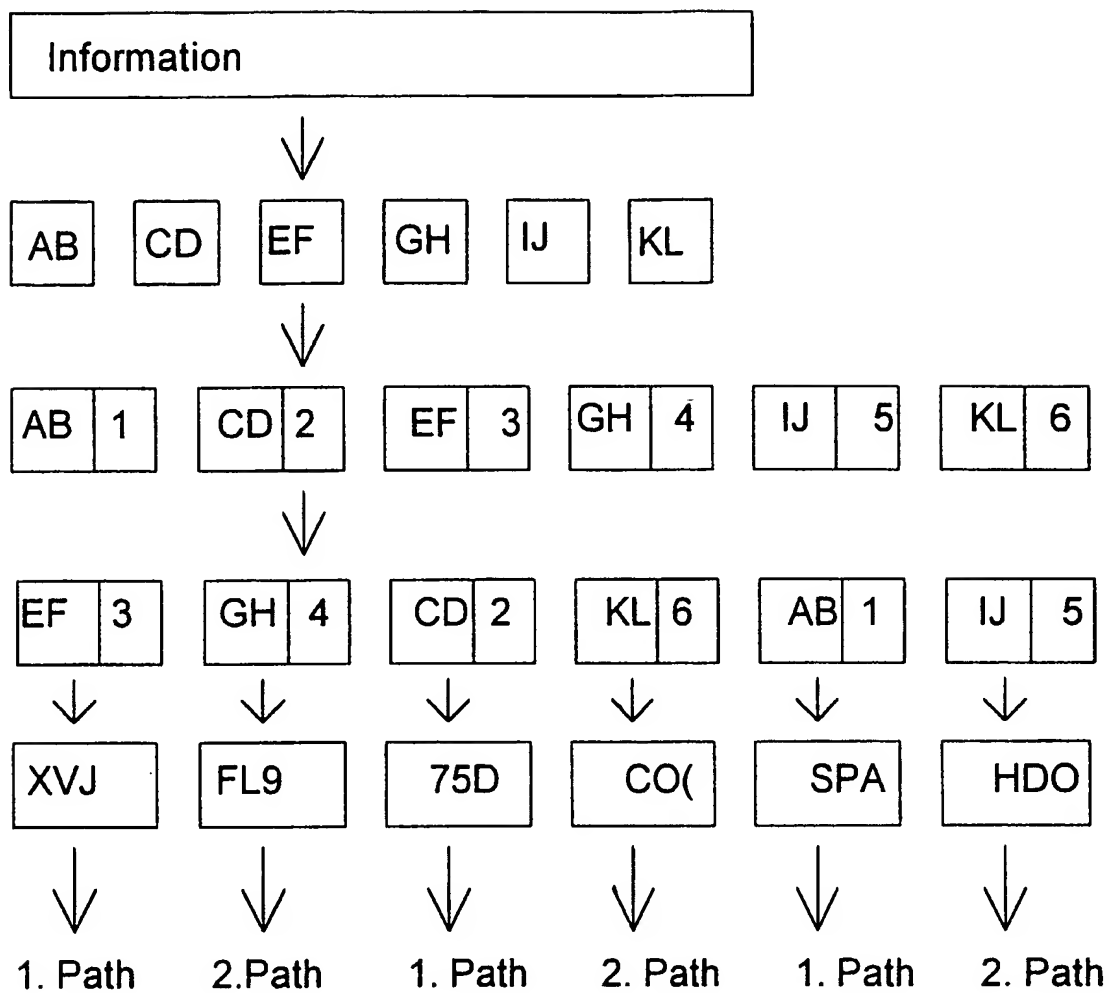 Information
AB CD EF GH IJ KL
AB 1 CD 2 EF 3 GH 4 IJ 5 KL 6
EF 3 GH 4 CD 2 KL 6 AB 1 IJ 5
XVJ FL9 75D CO( SPA HDO
1. Path 2.Path 1. Path 2. Path 1. Path 2. Path